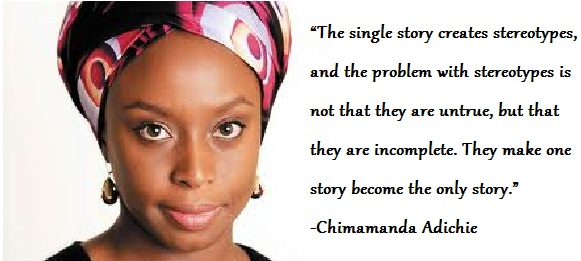 “The single story creates stereotypes,
and the problem with stereotypes is
not that they are untrue, but that
they are incomplete. They make one
story become the only story.”
-Chimamanda Adichie